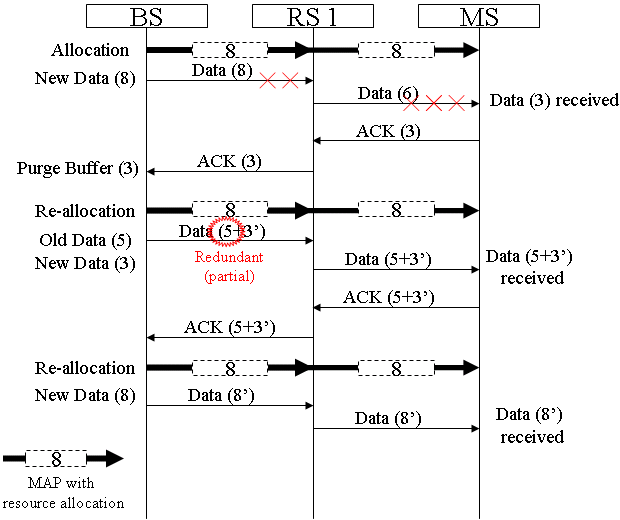 BS RS 1 MS
Allocation 8 8
New Data (8) Data (8)
Data (6) Data (3) received
ACK (3)
Purge Buffer (3) ACK (3)
Re-allocation 8 8
Old Data (5) Data (5+3’)
New Data (3) Redundant
(partial)
Data (5+3’) Data (5+3’)
received
ACK (5+3’)
ACK (5+3’)
Re-allocation 8 8
New Data (8) Data (8’)
Data (8’) Data (8’)
received
8
MAP with
resource allocation